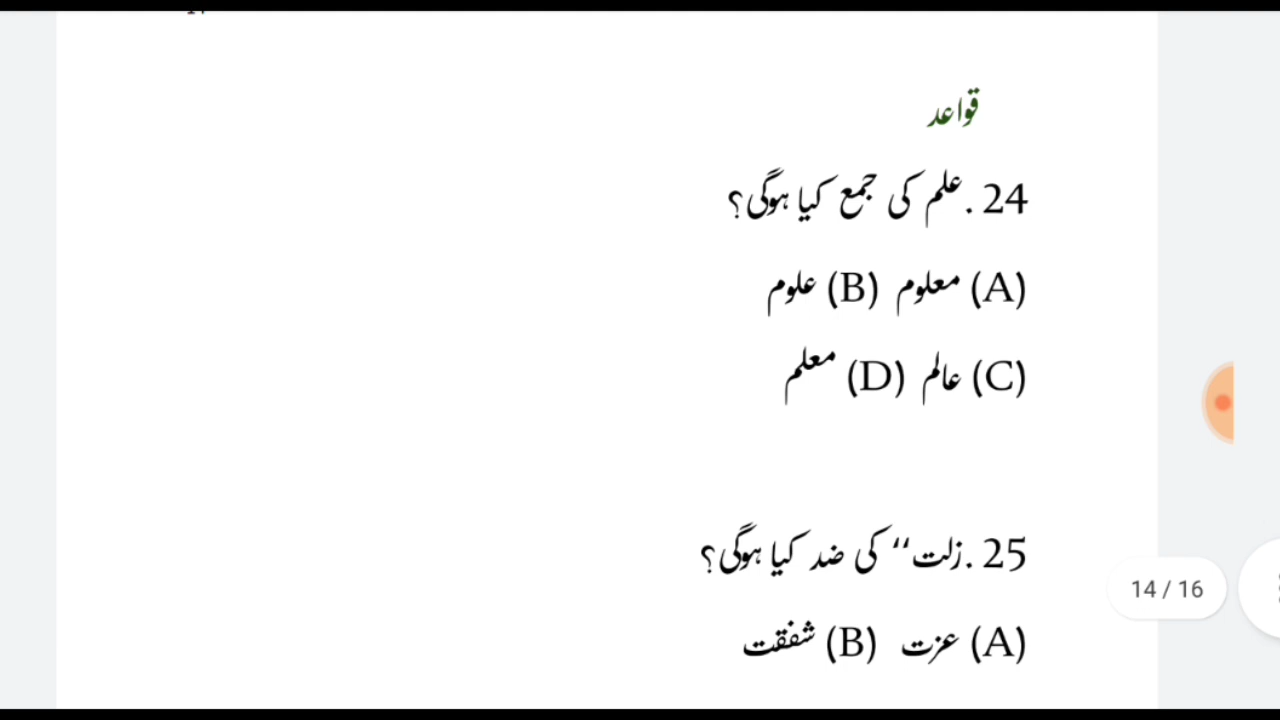 قواعد
24 .علم کی جمع کیا ہوگی؟
(A) معلوم (B) علوم
(C) عالم (D) معلم
25 .زلت‘‘ کی ضد کیا ہوگی؟
14 / 16
(A) عزت (B) شفقت